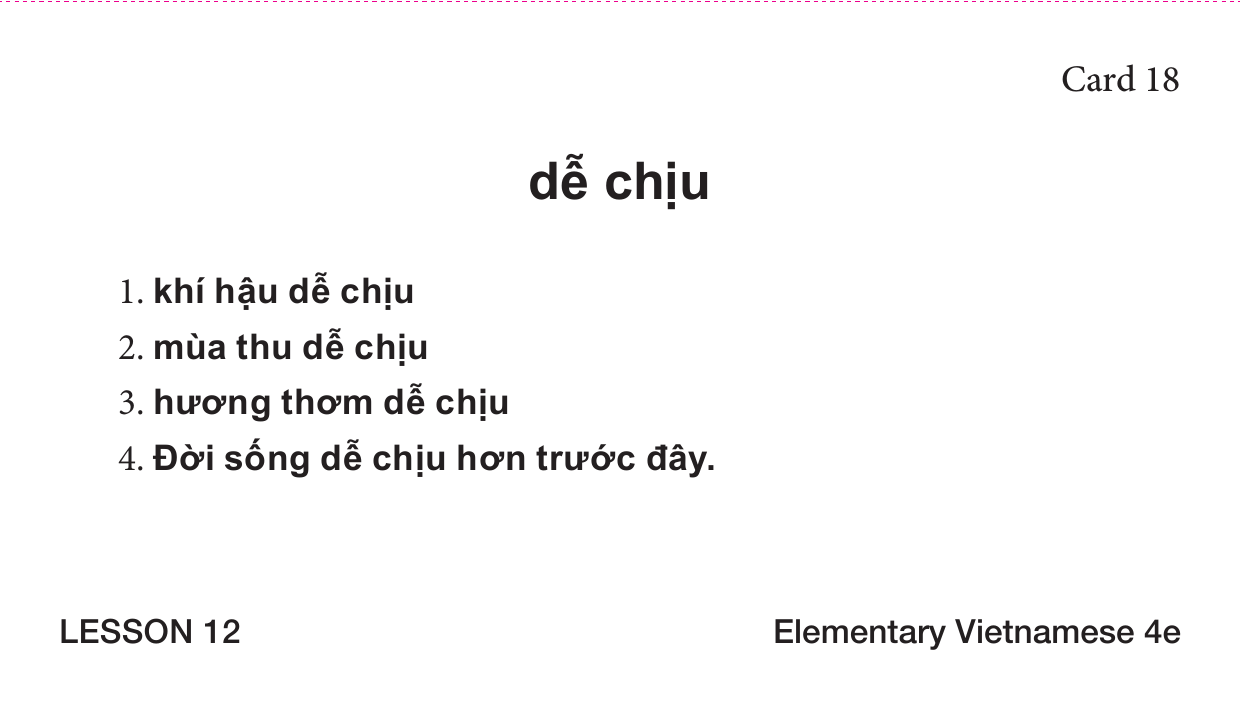 Card 18
dễ chịu
1. khí hậu dễ chịu
2. mùa thu dễ chịu
3. hương thơm dễ chịu
4. Đời sống dễ chịu hơn trước đây.
LESSON 12
Elementary Vietnamese 4e